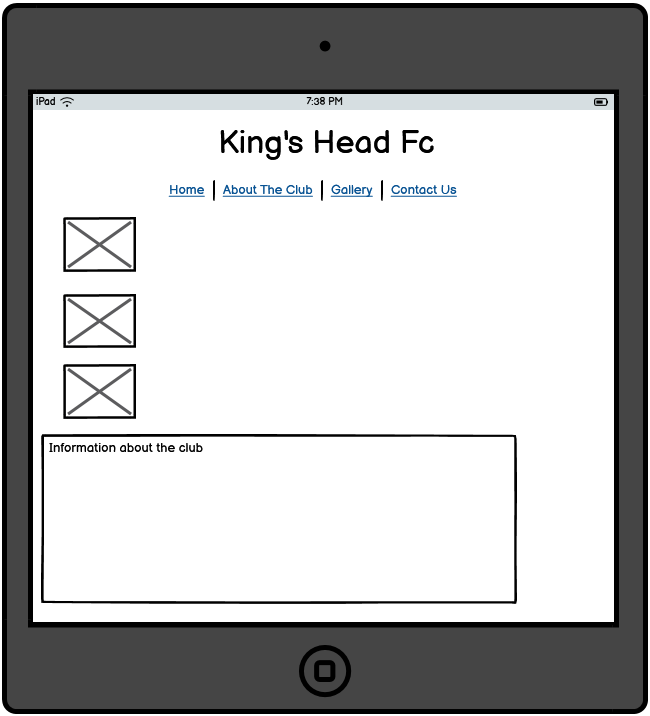 iPad 7:38 PM
King's Head Fc
Home About The Club Gallery Contact Us
Information about the club